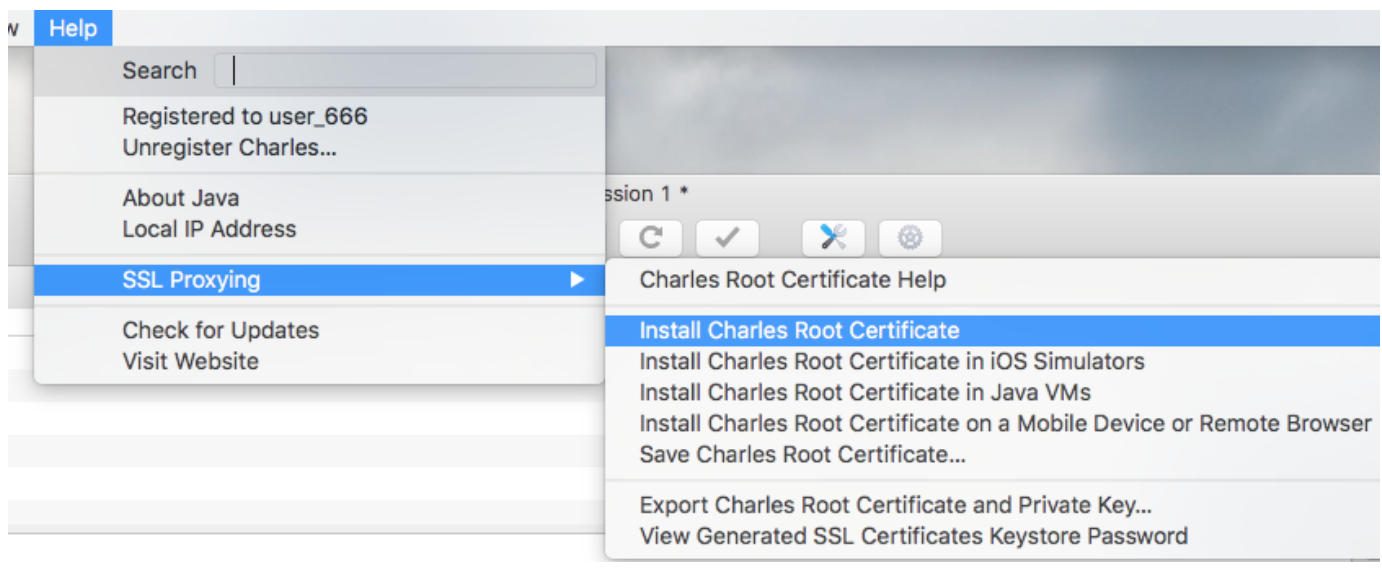 w Help
Search
Registered to user_666
Unregister Charles...
About Java
Local IP Address
ssion 1 *
SSL Proxying
Charles Root Certificate Help
Check for Updates
Visit Website
Install Charles Root Certificate
Install Charles Root Certificate in iOS Simulators
Install Charles Root Certificate in Java VMs
Install Charles Root Certificate on a Mobile Device or Remote Browser
Save Charles Root Certificate...
Export Charles Root Certificate and Private Key...
View Generated SSL Certificates Keystore Password